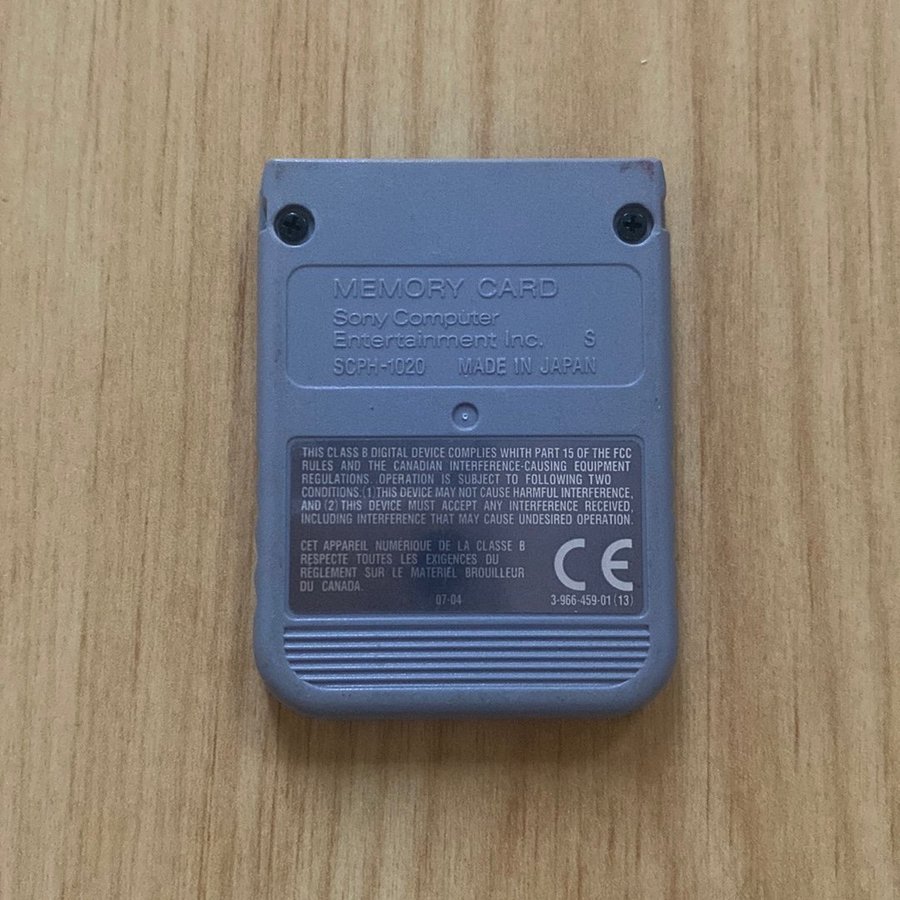 MEMORY CARD
Sony Computer
Entertainment Inc. S
SCPH-1020 MADE IN JAPAN
THIS CLASS B DIGITAL DEVICE COMPLIES WHITH PART 15 OF THE FCC
RULES AND THE CANADIAN INTERFERENCE-CAUSING EQUIPMENT
REGULATIONS. OPERATION IS SUBJECT TO FOLLOWING TWO
CONDITIONS.(1) THIS DEVICE MAY NOT CAUSE HARMFUL INTERFERENCE,
AND (2) THIS DEVICE MUST ACCEPT ANY INTERFERENCE RECEIVED,
INCLUDING INTERFERENCE THAT MAY CAUSE UNDESIRED OPERATION.
CET APPAREIL NUMÉRIQUE DE LA CLASSE B
RESPECTE TOUTES LES EXIGENCES DU
REGLEMENT SUR LE MATERIEL BROUILLEUR
DU CANADA.
CE
07-04 3-966-459-01 (13)